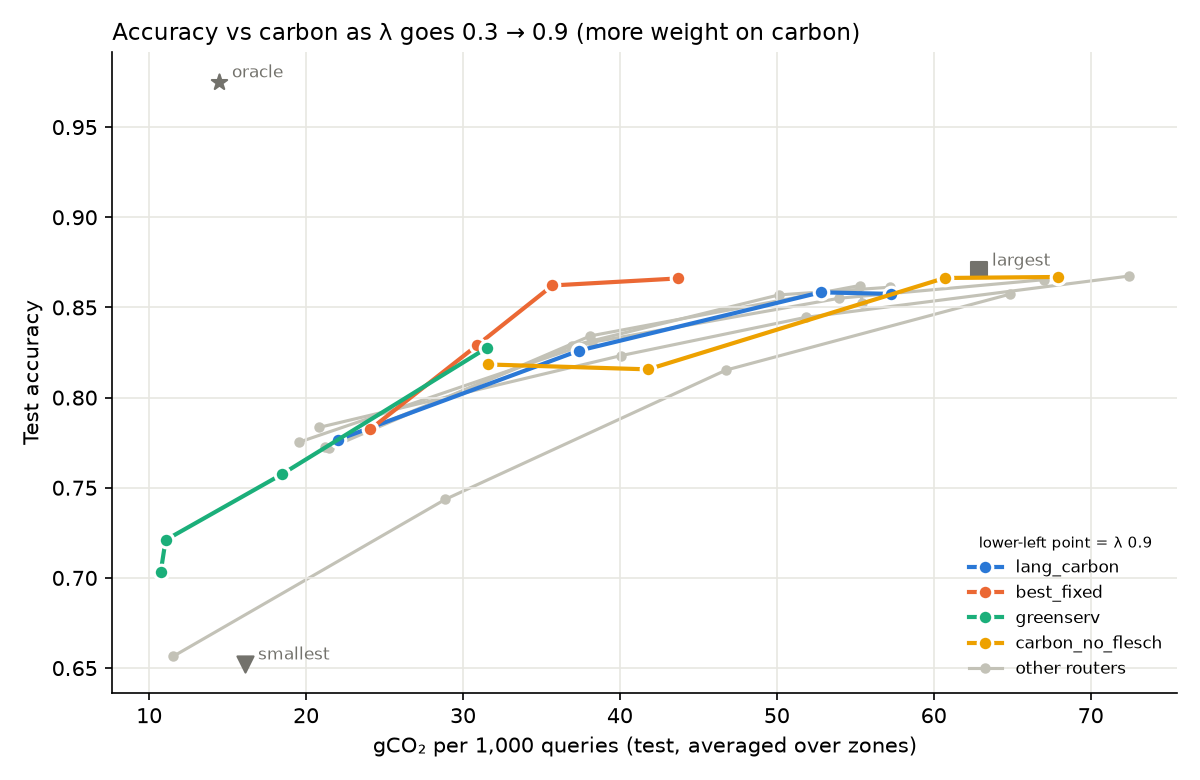 Accuracy vs carbon as λ goes 0.3 → 0.9 (more weight on carbon)
oracle
0.95
0.90
largest
0.85
0.80
0.75
0.70
0.65
Test accuracy
smallest
lower-left point = λ 0.9
lang_carbon
best_fixed
greenserv
carbon_no_flesch
other routers
10 20 30 40 50 60 70
gCO₂ per 1,000 queries (test, averaged over zones)